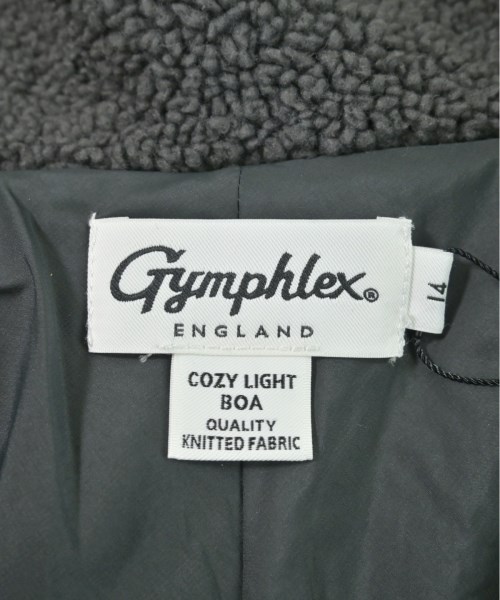 Gymphlex®
ENGLAND
14
COZY LIGHT
BOA
QUALITY
KNITTED FABRIC